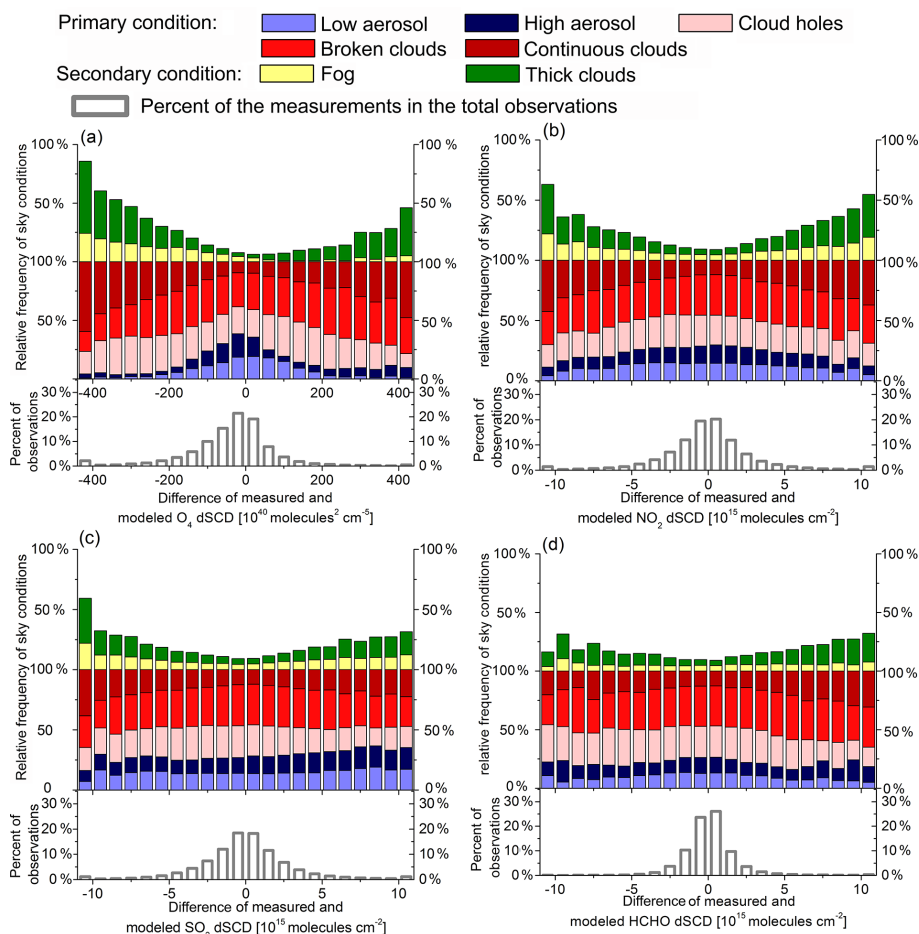 Primary condition: Low aerosol High aerosol Cloud holes
Broken clouds Continuous clouds
Secondary condition: Fog Thick clouds
Percent of the measurements in the total observations
(a)
100% 100%
50% 50%
100% 100%
50% 50%
0 % 0 %
Relative frequency of sky conditions
-400 -200 0 200 400
30% 30%
20% 20%
10% 10%
0% 0%
Percent of
observations
-400 -200 0 200 400
Difference of measured and
modeled O4 dSCD [10^40 molecules^2 cm^-5]
(b)
100% 100%
50% 50%
100% 100%
50% 50%
0% 0 %
relative frequency of sky conditions
30% 30%
20% 20%
10% 10%
0% 0%
Percent of
observations
-10 -5 0 5 10
Difference of measured and
modeled NO2 dSCD [10^15 molecules cm^-2]
(c)
100% 100%
50% 50%
100 100
50 50
0 0
Relative frequency of sky conditions
30% 30%
20% 20%
10% 10%
0% 0%
Percent of
observations
-10 -5 0 5 10
Difference of measured and
modeled SO2 dSCD [10^15 molecules cm^-2]
(d)
100% 100%
50% 50%
100 100
50 50
0 0
relative frequency of sky conditions
30% 30%
20% 20%
10% 10%
0% 0%
Percent of
observations
-10 -5 0 5 10
Difference of measured and
modeled HCHO dSCD [10^15 molecules cm^-2]